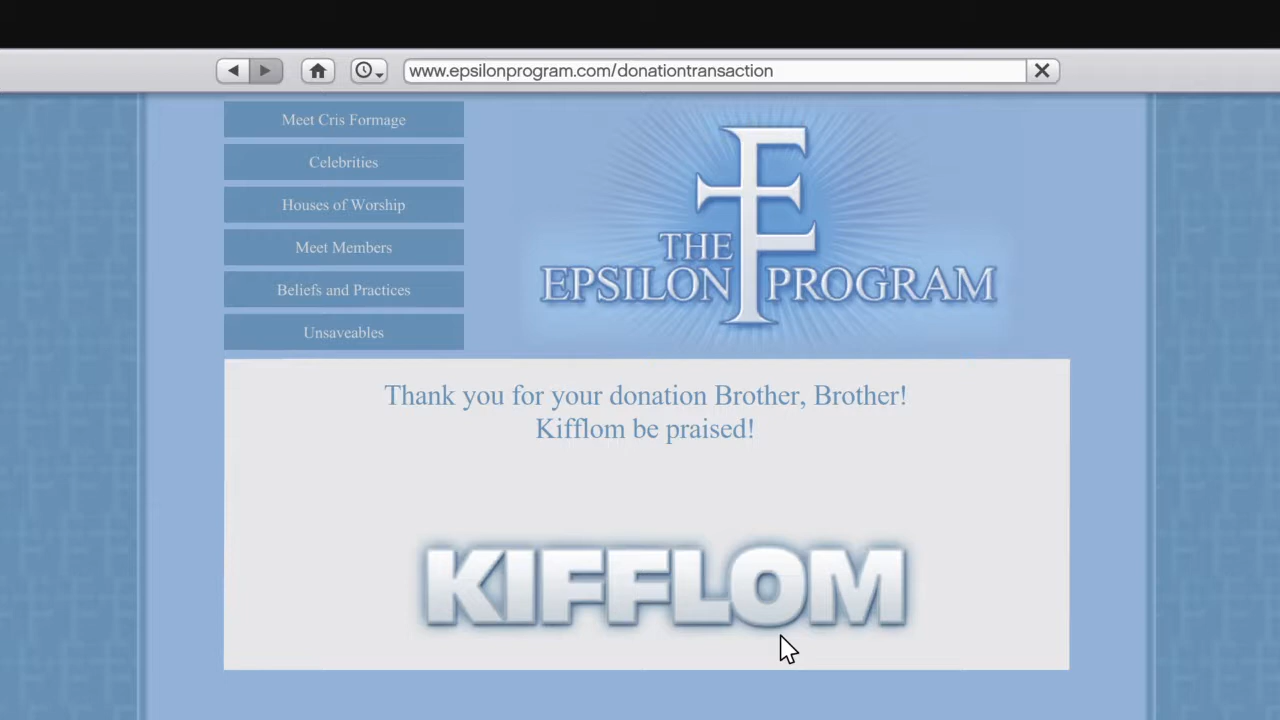 www.epsilonprogram.com/donationtransaction
Meet Cris Formage
Celebrities
Houses of Worship
Meet Members
Beliefs and Practices
Unsaveables
THE
EPSILON PROGRAM
Thank you for your donation Brother, Brother!
Kifflom be praised!
KIFFLOM